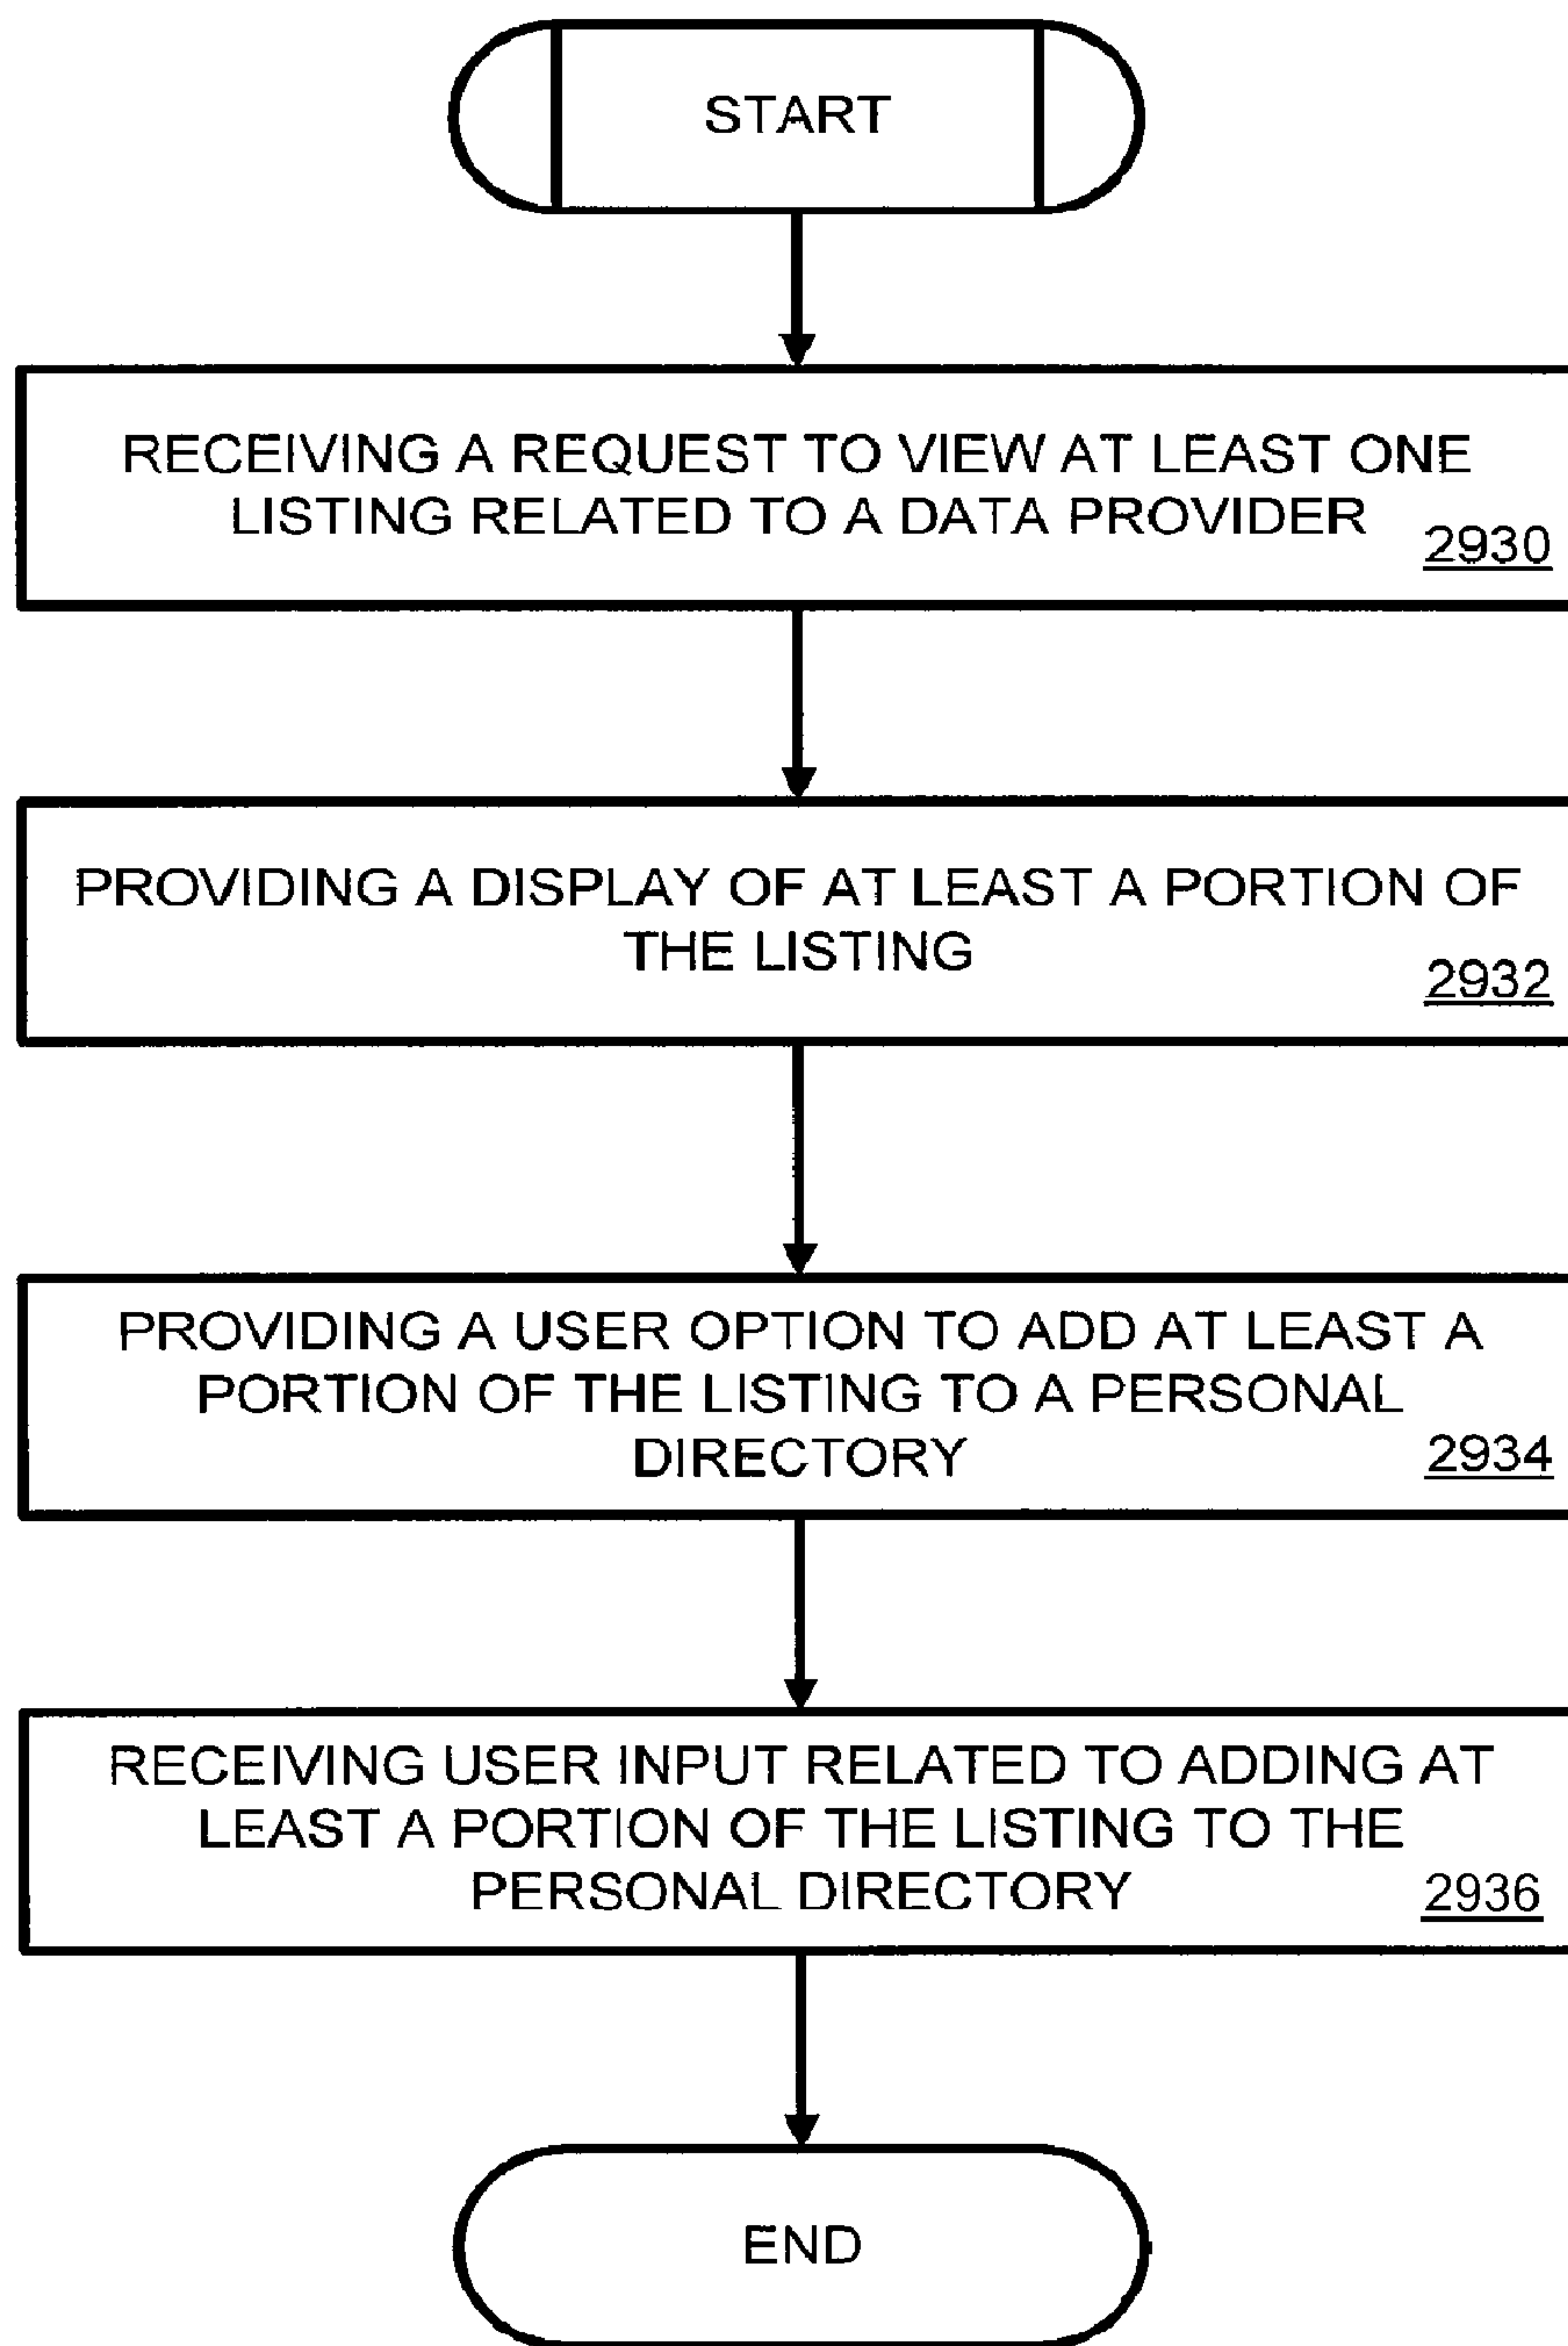 START
RECEIVING A REQUEST TO VIEW AT LEAST ONE
LISTING RELATED TO A DATA PROVIDER
2930
PROVIDING A DISPLAY OF AT LEAST A PORTION OF
THE LISTING
2932
PROVIDING A USER OPTION TO ADD AT LEAST A
PORTION OF THE LISTING TO A PERSONAL
DIRECTORY
2934
RECEIVING USER INPUT RELATED TO ADDING AT
LEAST A PORTION OF THE LISTING TO THE
PERSONAL DIRECTORY
2936
END